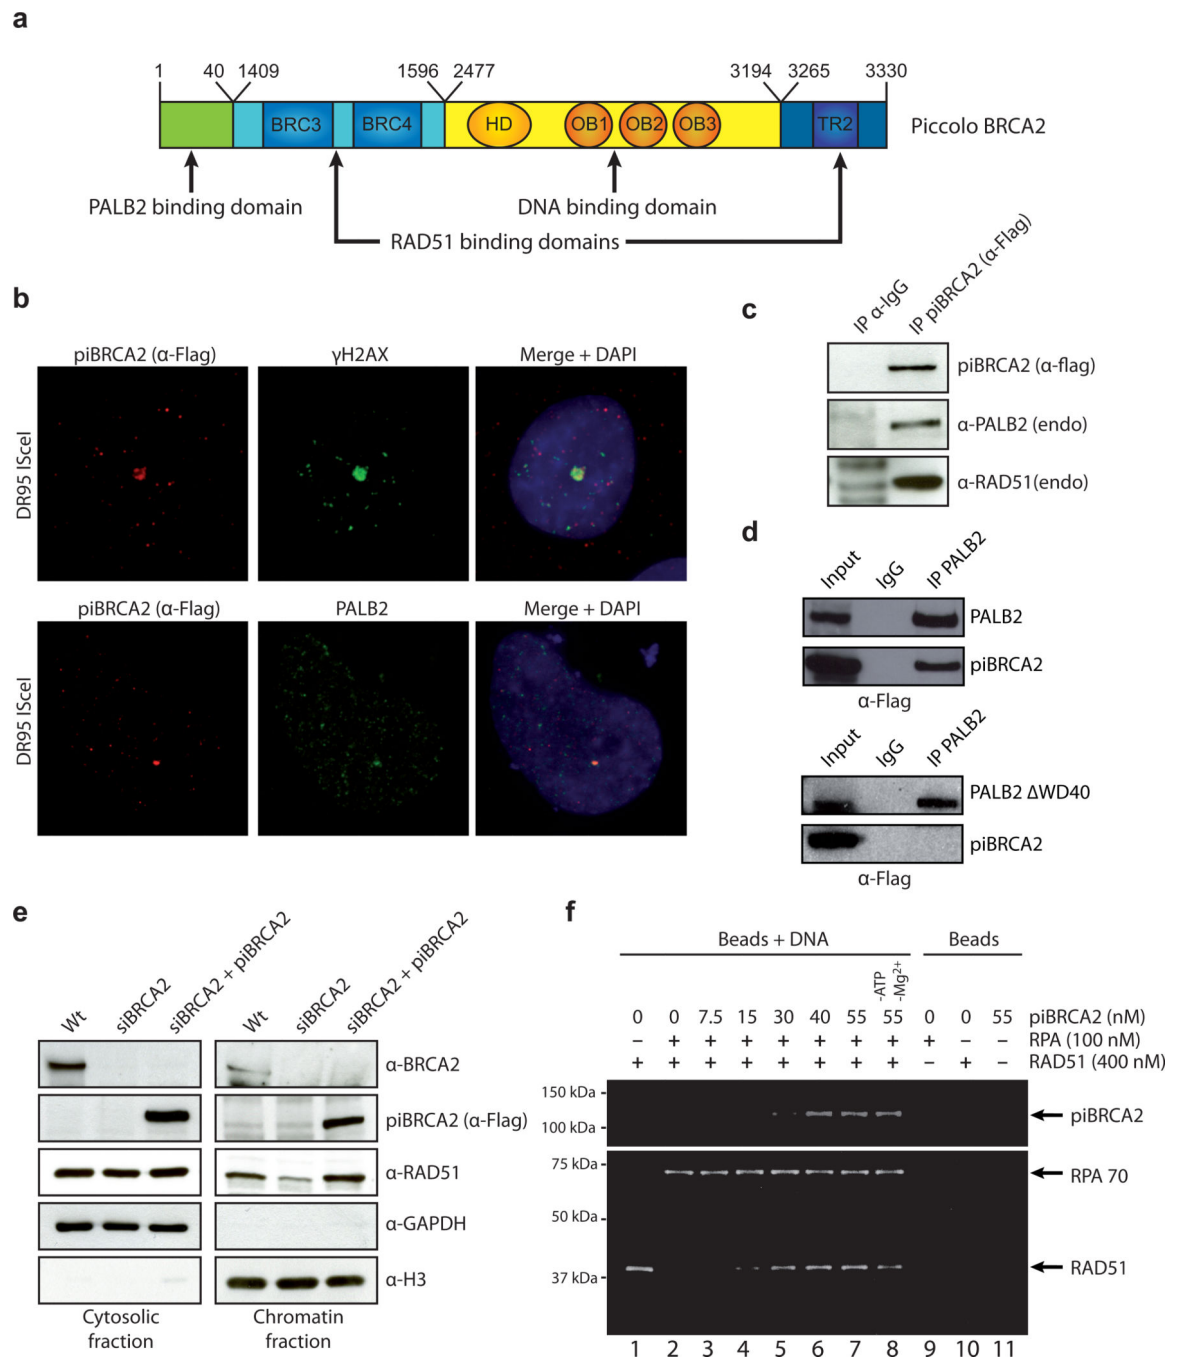 a
1 40 1409 1596 2477 3194 3265 3330
BRC3 BRC4 HD OB1 OB2 OB3 TR2 Piccolo BRCA2
PALB2 binding domain DNA binding domain
RAD51 binding domains
b
piBRCA2 (α-Flag) γH2AX Merge + DAPI
DR95 IScel
piBRCA2 (α-Flag) PALB2 Merge + DAPI
DR95 IScel
c
IP α-IgG IP piBRCA2 (α-Flag)
piBRCA2 (α-flag)
α-PALB2 (endo)
α-RAD51(endo)
d
Input IgG IP PALB2
PALB2
piBRCA2
α-Flag
Input IgG IP PALB2
PALB2 ΔWD40
piBRCA2
α-Flag
e
Wt siBRCA2 siBRCA2 + piBRCA2 Wt siBRCA2 siBRCA2 + piBRCA2
α-BRCA2
piBRCA2 (α-Flag)
α-RAD51
α-GAPDH
α-H3
Cytosolic fraction
Chromatin fraction
f
Beads + DNA Beads
-ATP
-Mg²⁺
0 0 7.5 15 30 40 55 55 0 0 55 piBRCA2 (nM)
– + + + + + + + – – – RPA (100 nM)
+ + + + + + + + – + – RAD51 (400 nM)
150 kDa
100 kDa
piBRCA2
75 kDa
RPA 70
50 kDa
37 kDa
RAD51
1 2 3 4 5 6 7 8 9 10 11